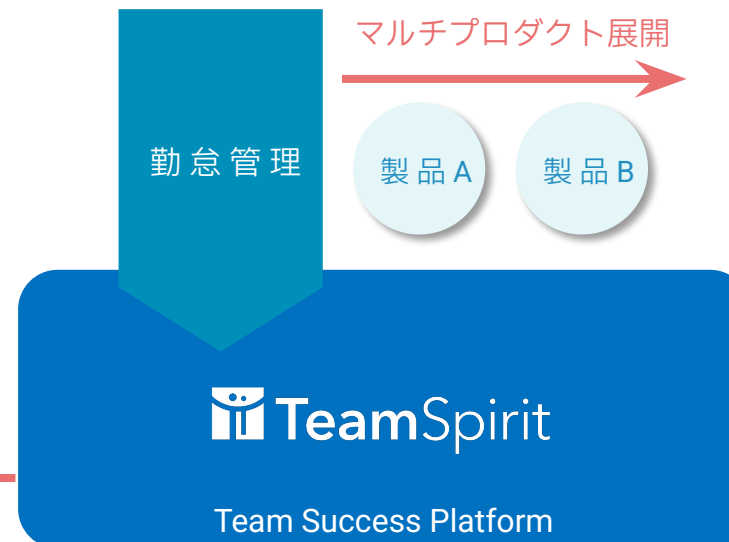 マルチプロダクト展開
勤怠管理
製品A
製品B
TeamSpirit
Team Success Platform